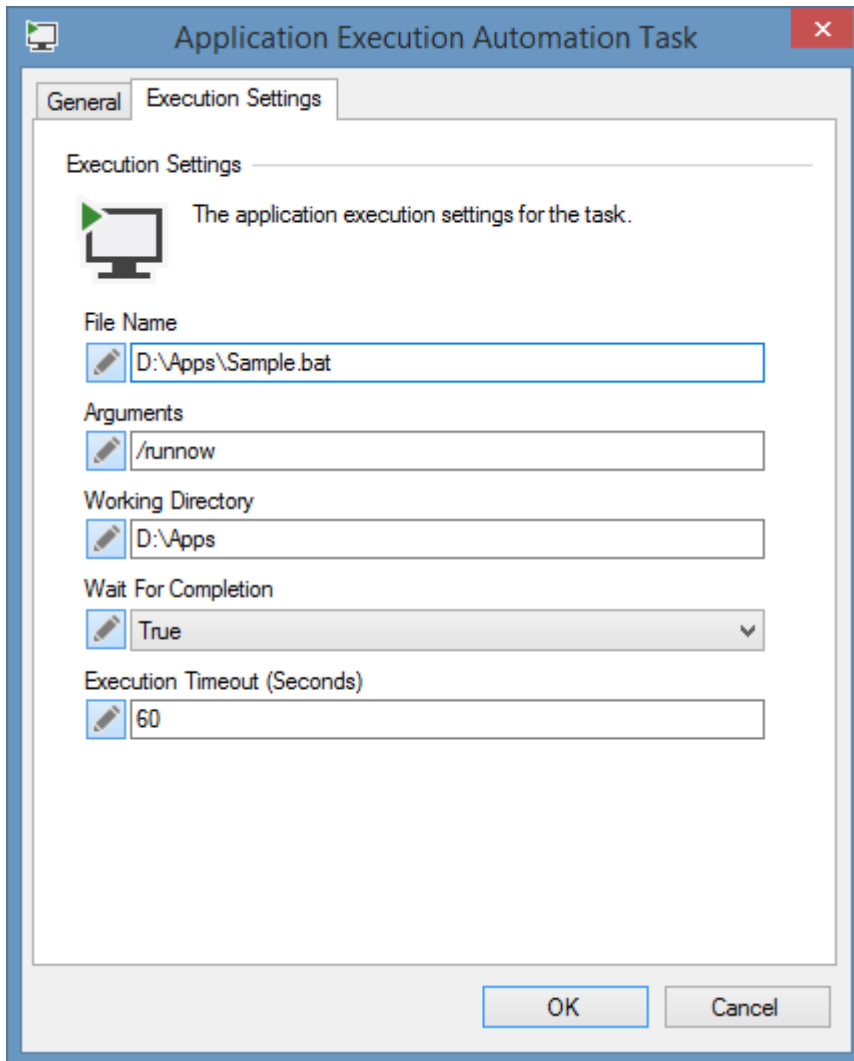 Application Execution Automation Task
General
Execution Settings
Execution Settings
The application execution settings for the task.
File Name
D:\Apps\Sample.bat
Arguments
/runnow
Working Directory
D:\Apps
Wait For Completion
True
Execution Timeout (Seconds)
60
OK
Cancel